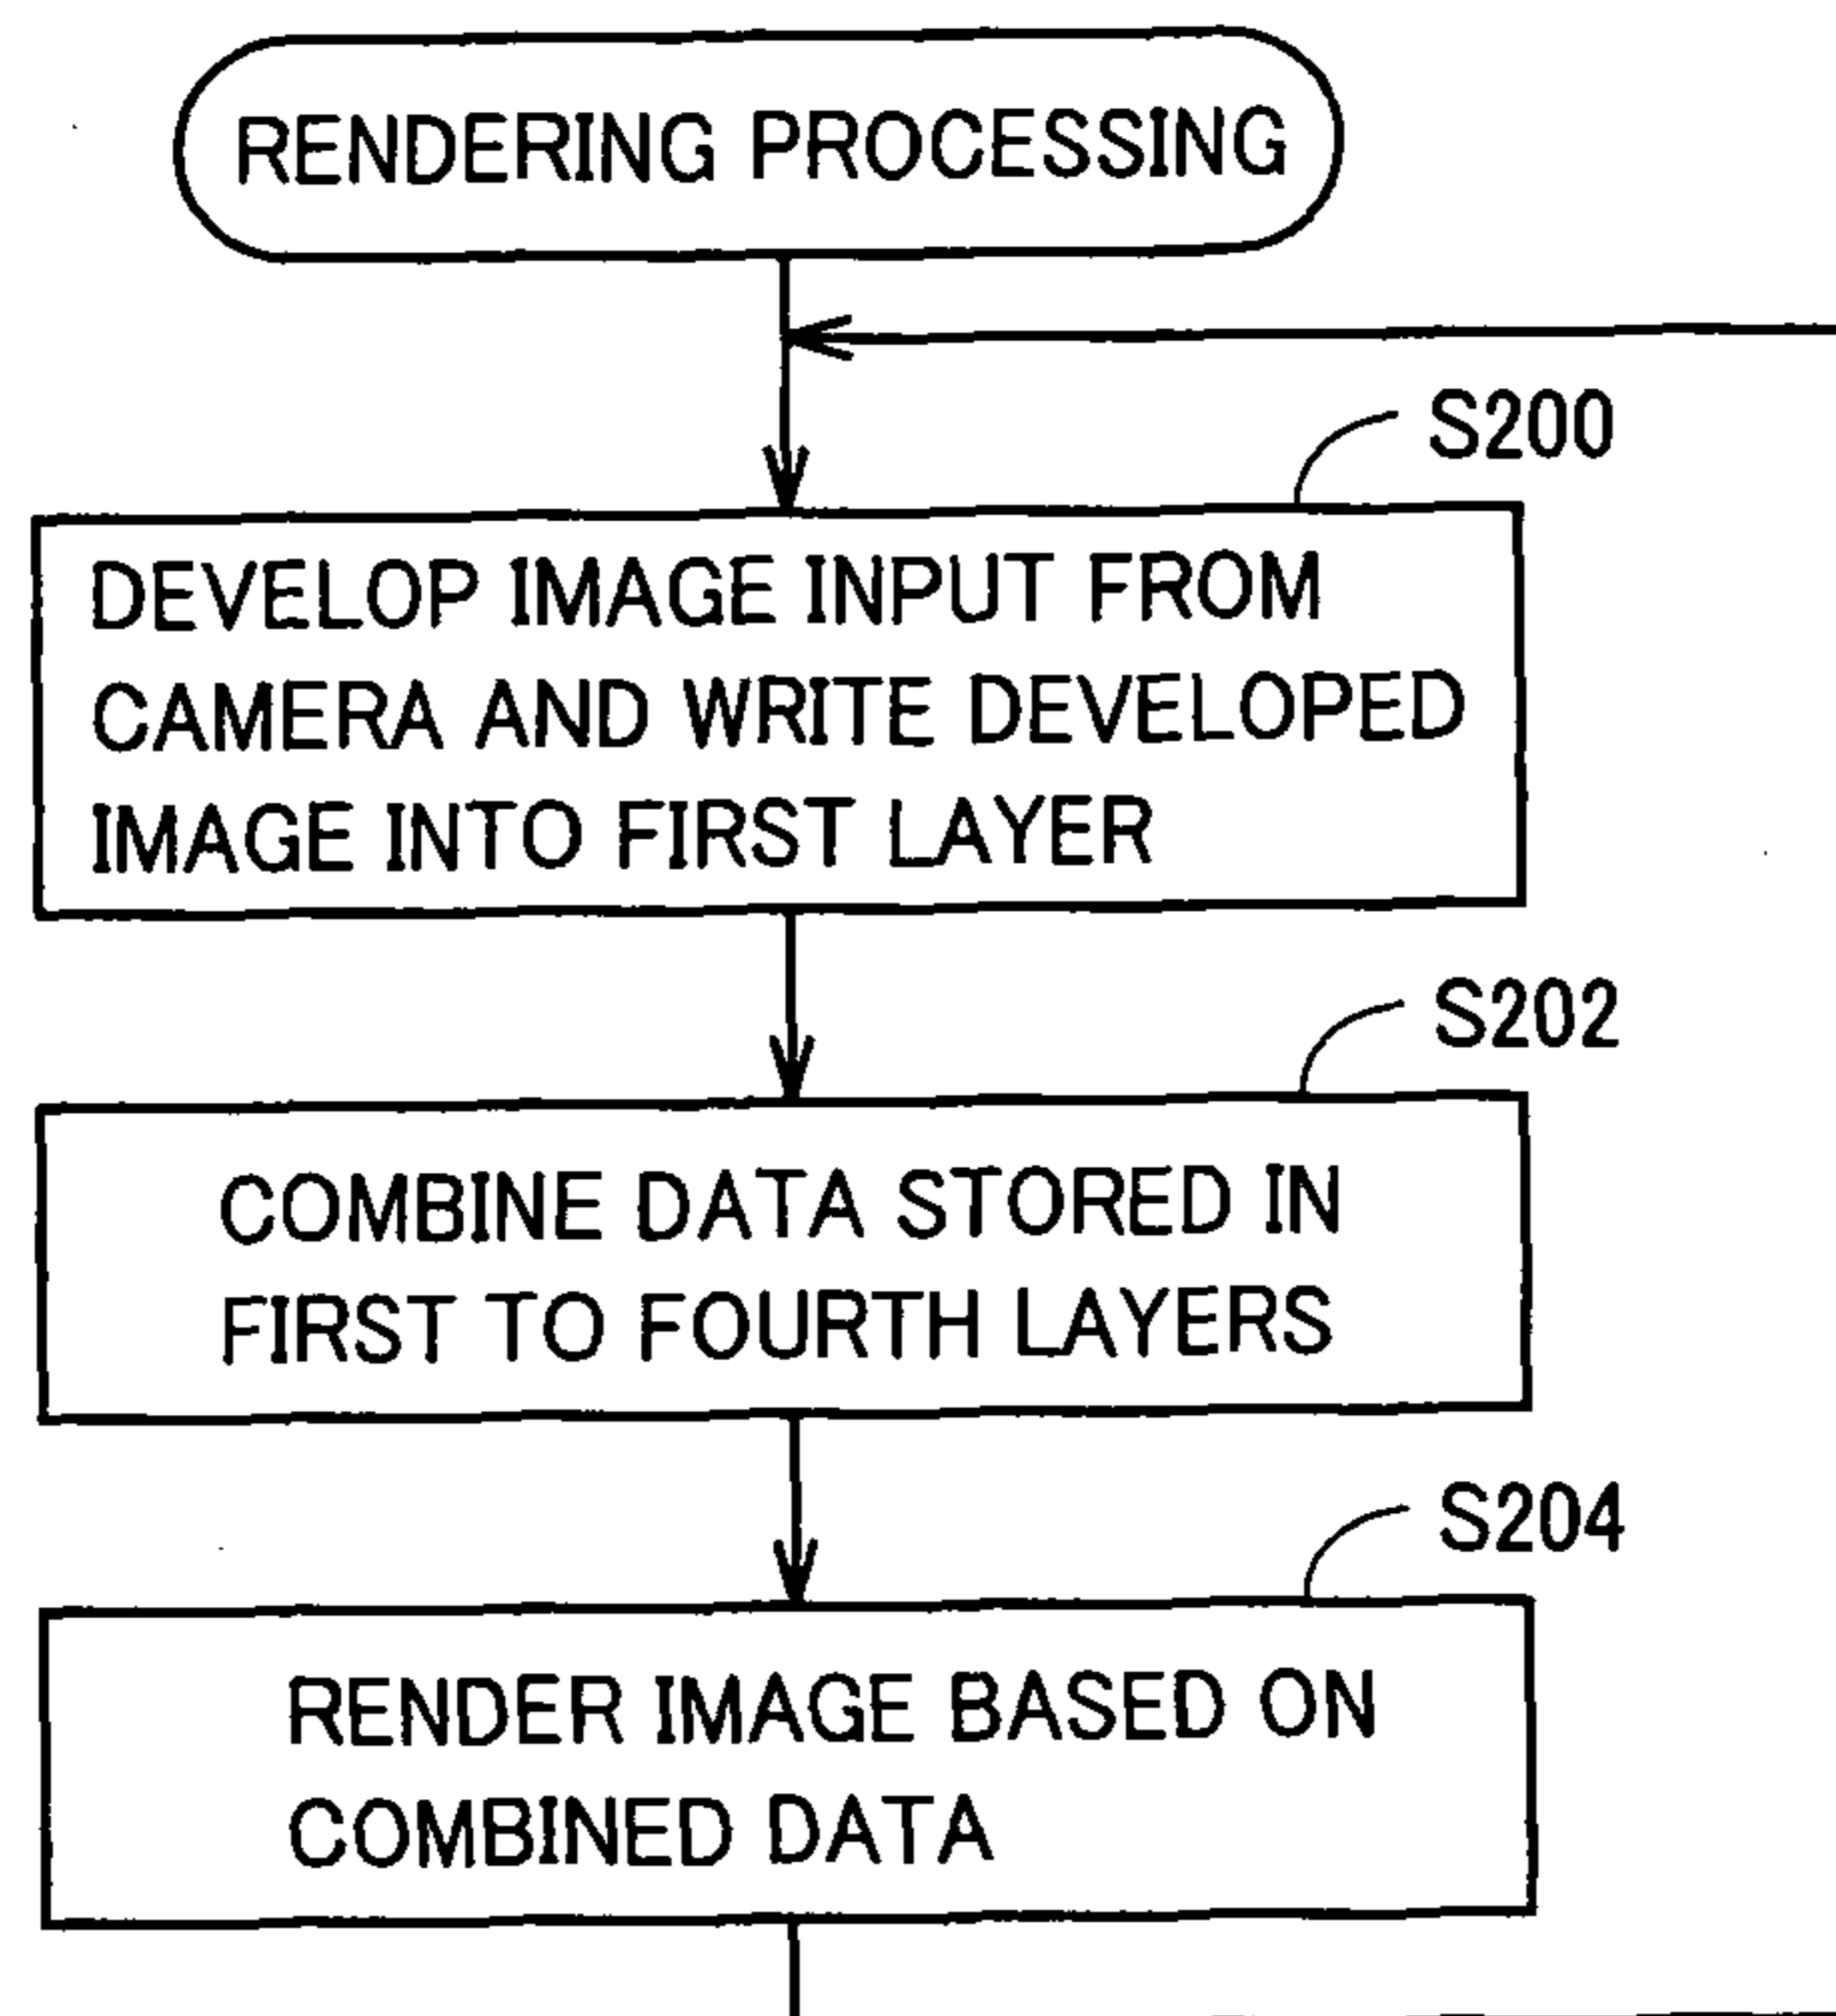 RENDERING PROCESSING
S200
DEVELOP IMAGE INPUT FROM
CAMERA AND WRITE DEVELOPED
IMAGE INTO FIRST LAYER
S202
COMBINE DATA STORED IN
FIRST TO FOURTH LAYERS
S204
RENDER IMAGE BASED ON
COMBINED DATA